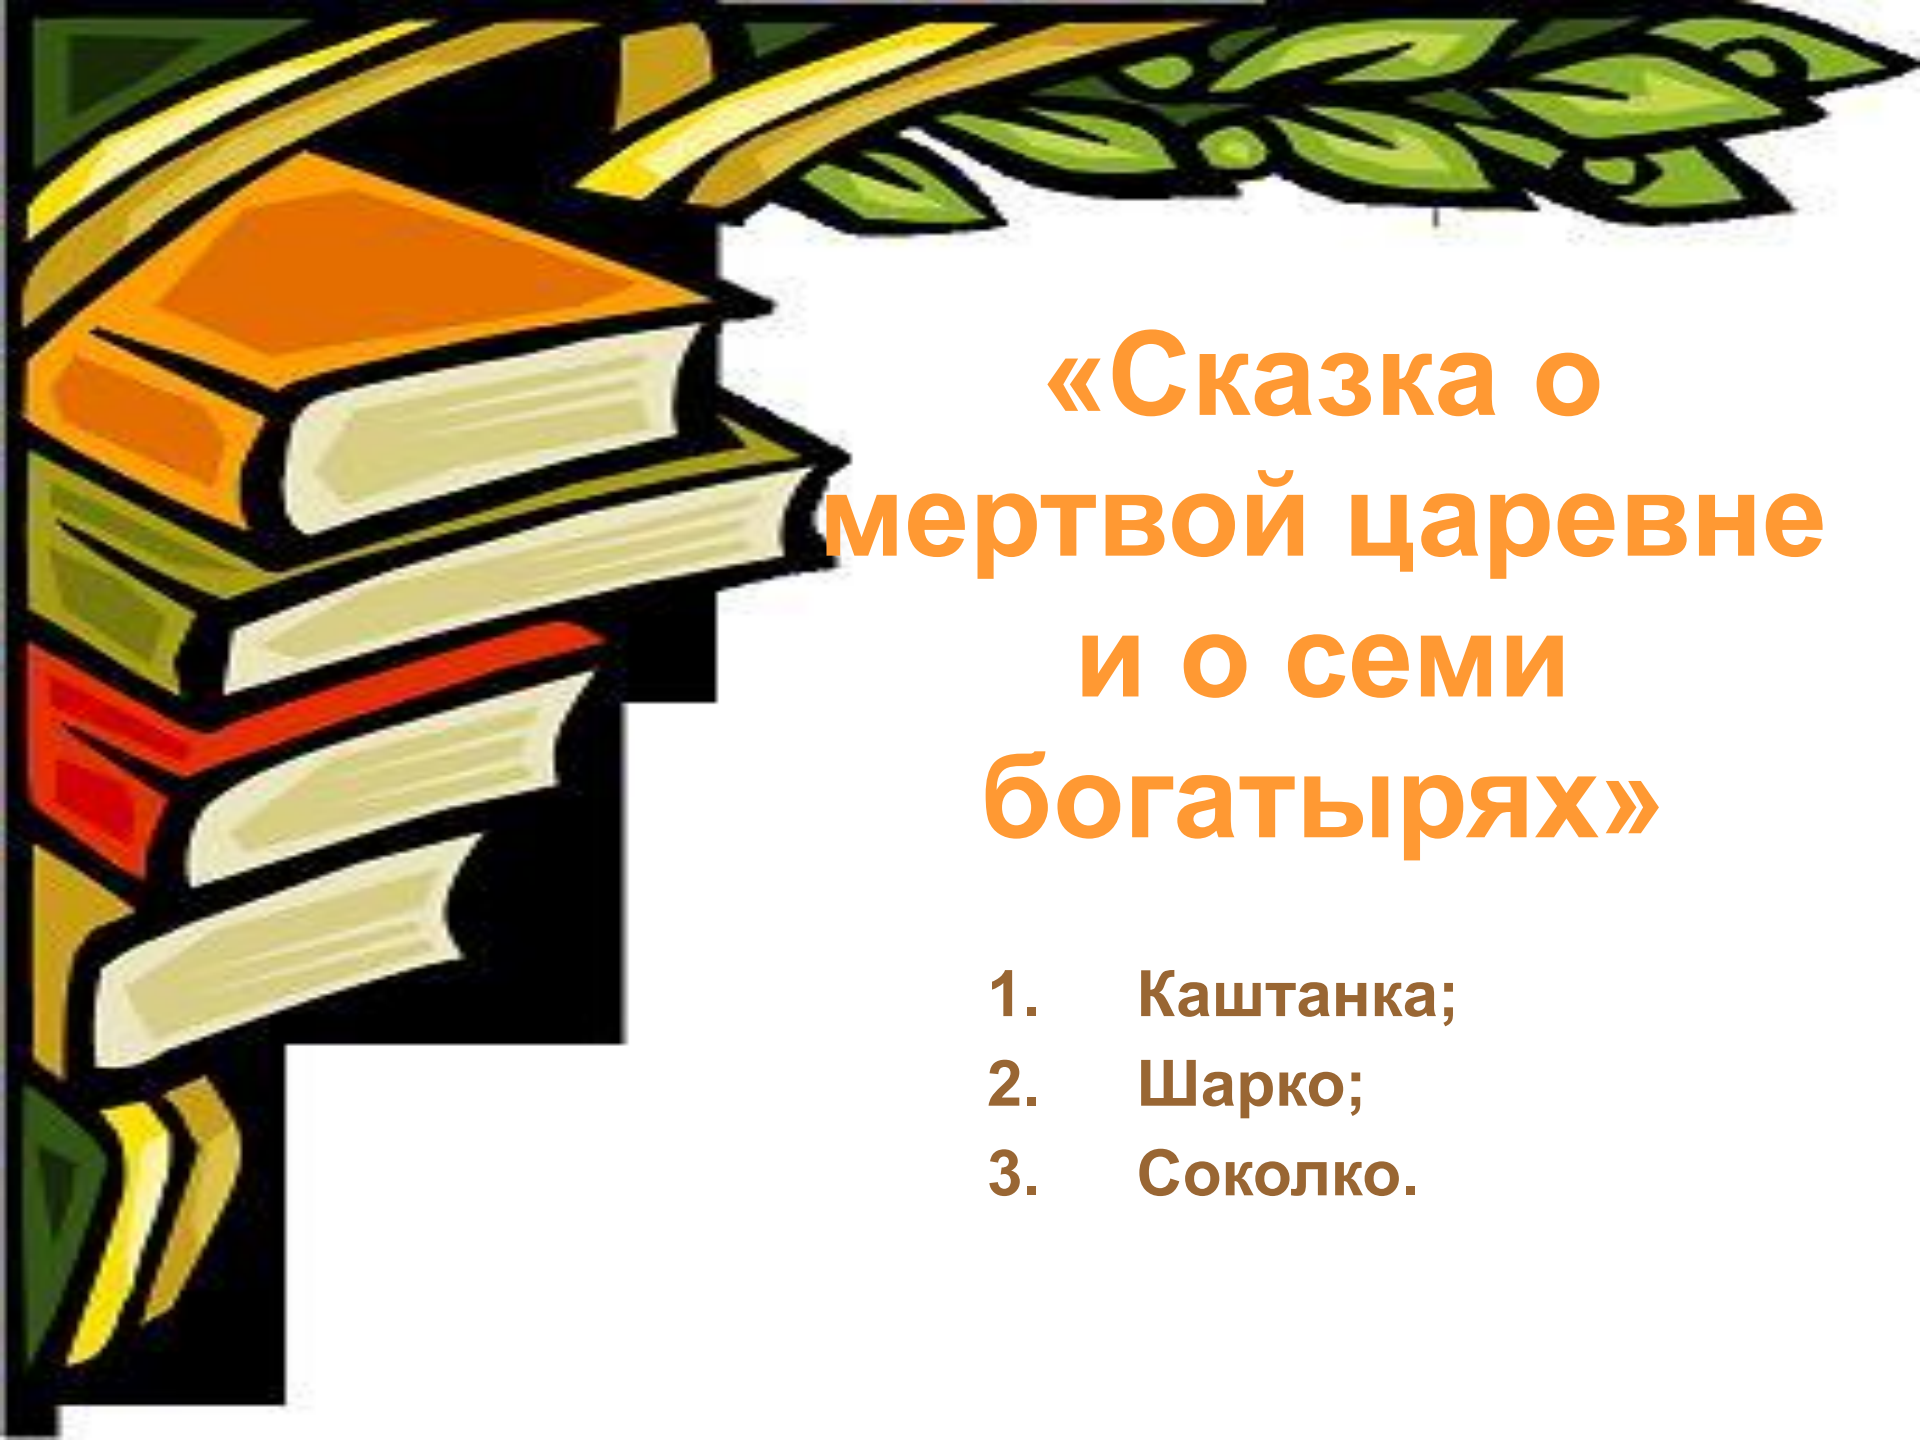 «Сказка о
мертвой царевне
и о семи
богатырях»
1. Каштанка;
2. Шарко;
3. Соколко.